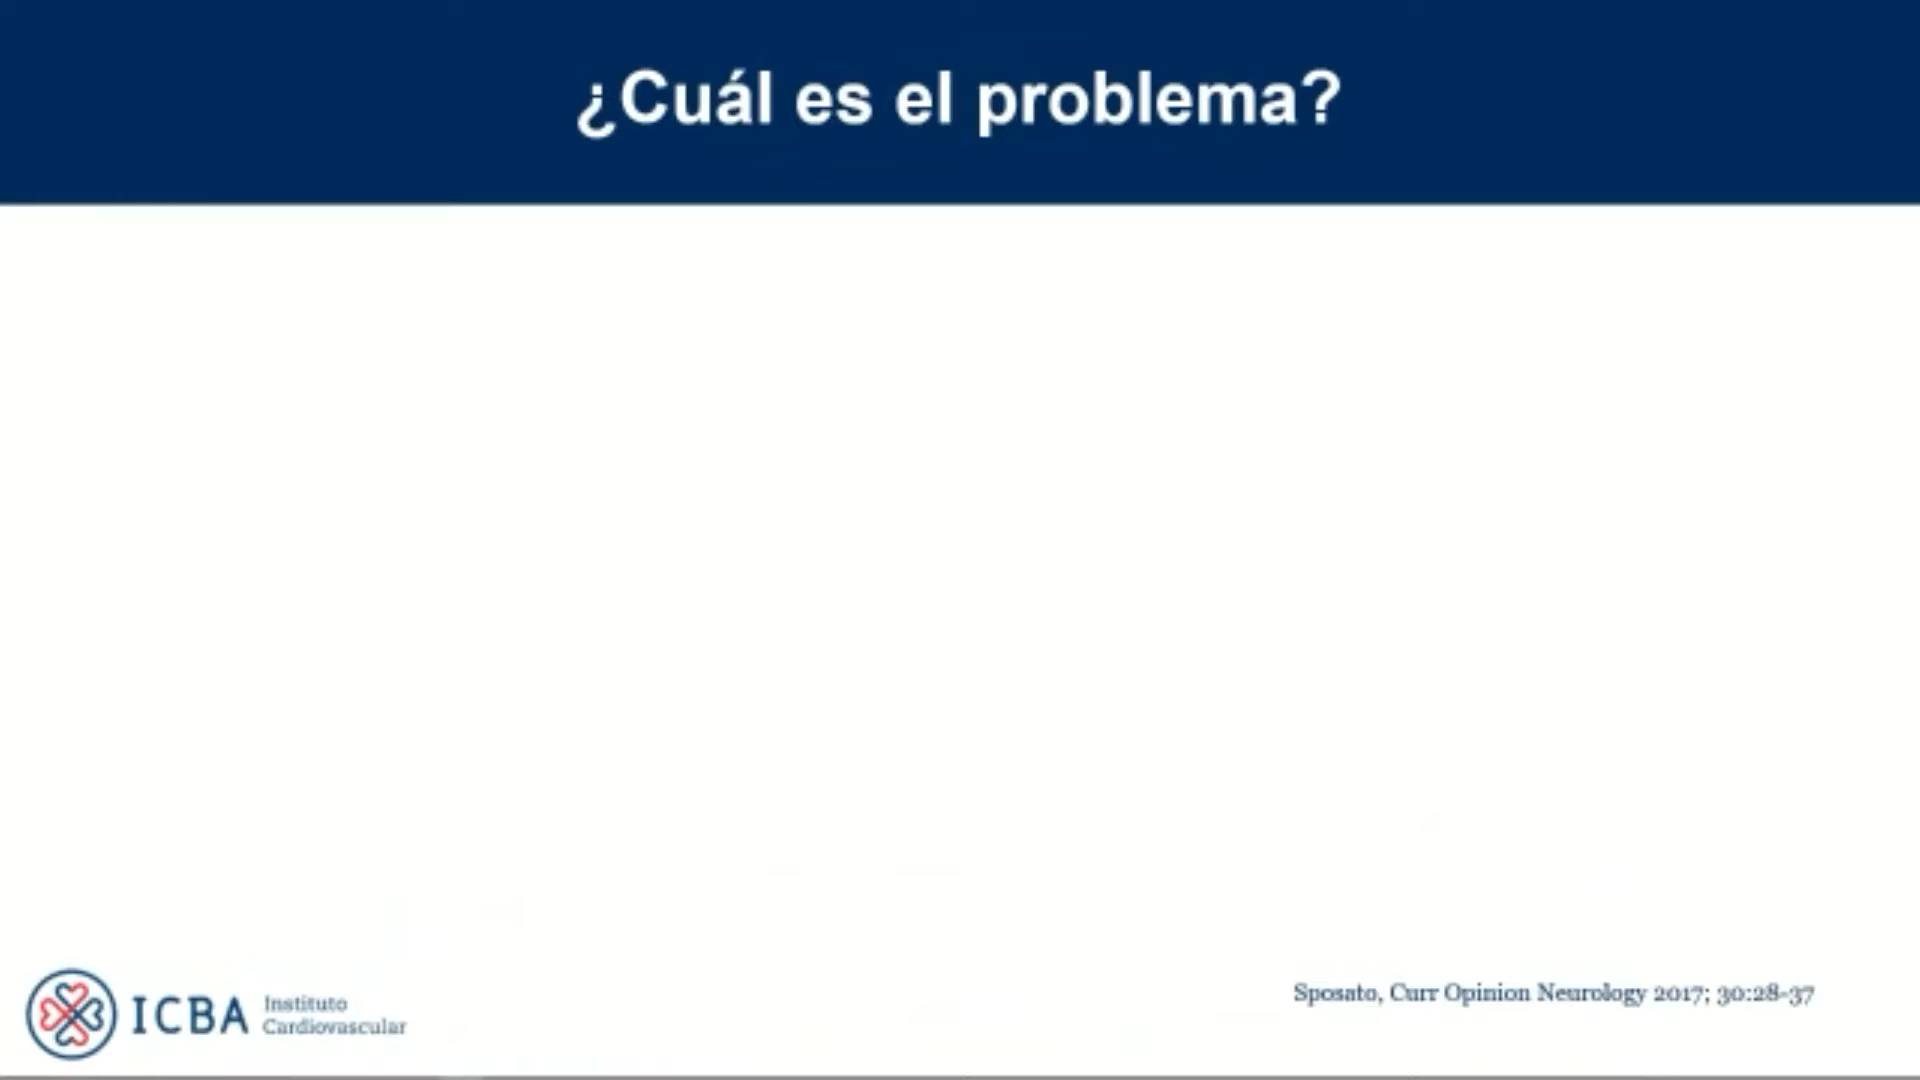 ¿Cuál es el problema?
ICBA Instituto
Cardiovascular
Sposato, Curr Opinion Neurology 2017; 30:28-37